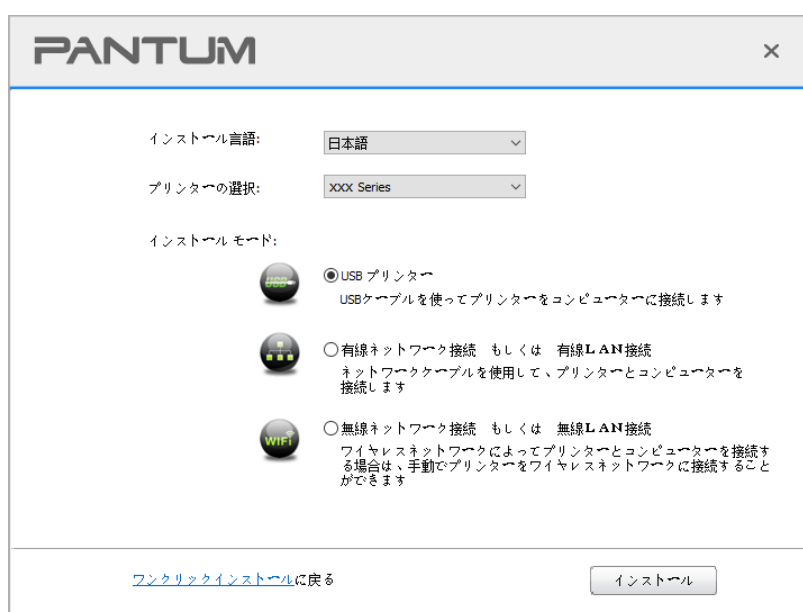 PANTUM
インストール言語:
日本語
プリンターの選択:
xxx Series
インストール モード:
USB プリンター
USBケーブルを使ってプリンターをコンピューターに接続します
有線ネットワーク接続 もしくは 有線LAN接続
ネットワークケーブルを使用して、プリンターとコンピューターを
接続します
WiFi
無線ネットワーク接続 もしくは 無線LAN接続
ワイヤレスネットワークによってプリンターとコンピューターを接続す
る場合は、手動でプリンターをワイヤレスネットワークに接続すること
ができます
ワンクリックインストールに戻る
インストール